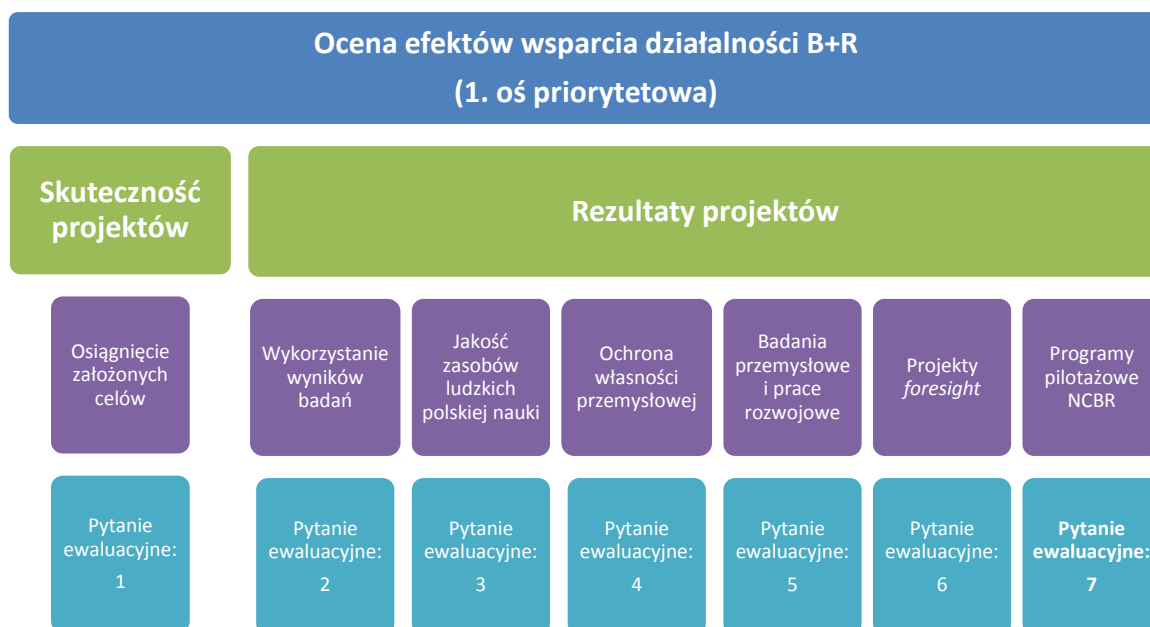 Ocena efektów wsparcia działalności B+R
(1. oś priorytetowa)
Skuteczność
projektów
Rezultaty projektów
Osiągnięcie
założonych
celów
Wykorzystanie
wyników
badań
Jakość
zasobów
ludzkich
polskiej nauki
Ochrona
własności
przemysłowej
Badania
przemysłowe
i prace
rozwojowe
Projekty
foresight
Programy
pilotażowe
NCBR
Pytanie
ewaluacyjne:
1
Pytanie
ewaluacyjne:
2
Pytanie
ewaluacyjne:
3
Pytanie
ewaluacyjne:
4
Pytanie
ewaluacyjne:
5
Pytanie
ewaluacyjne:
6
Pytanie
ewaluacyjne:
7